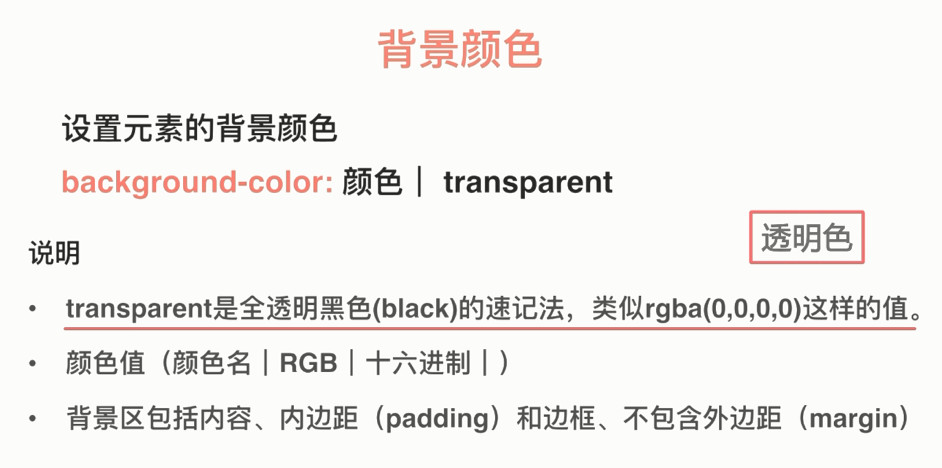 背景颜色
设置元素的背景颜色
background-color: 颜色｜ transparent
透明色
说明
• transparent是全透明黑色(black)的速记法，类似rgba(0,0,0,0)这样的值。
• 颜色值（颜色名｜RGB｜十六进制｜）
• 背景区包括内容、内边距（padding）和边框、不包含外边距（margin）